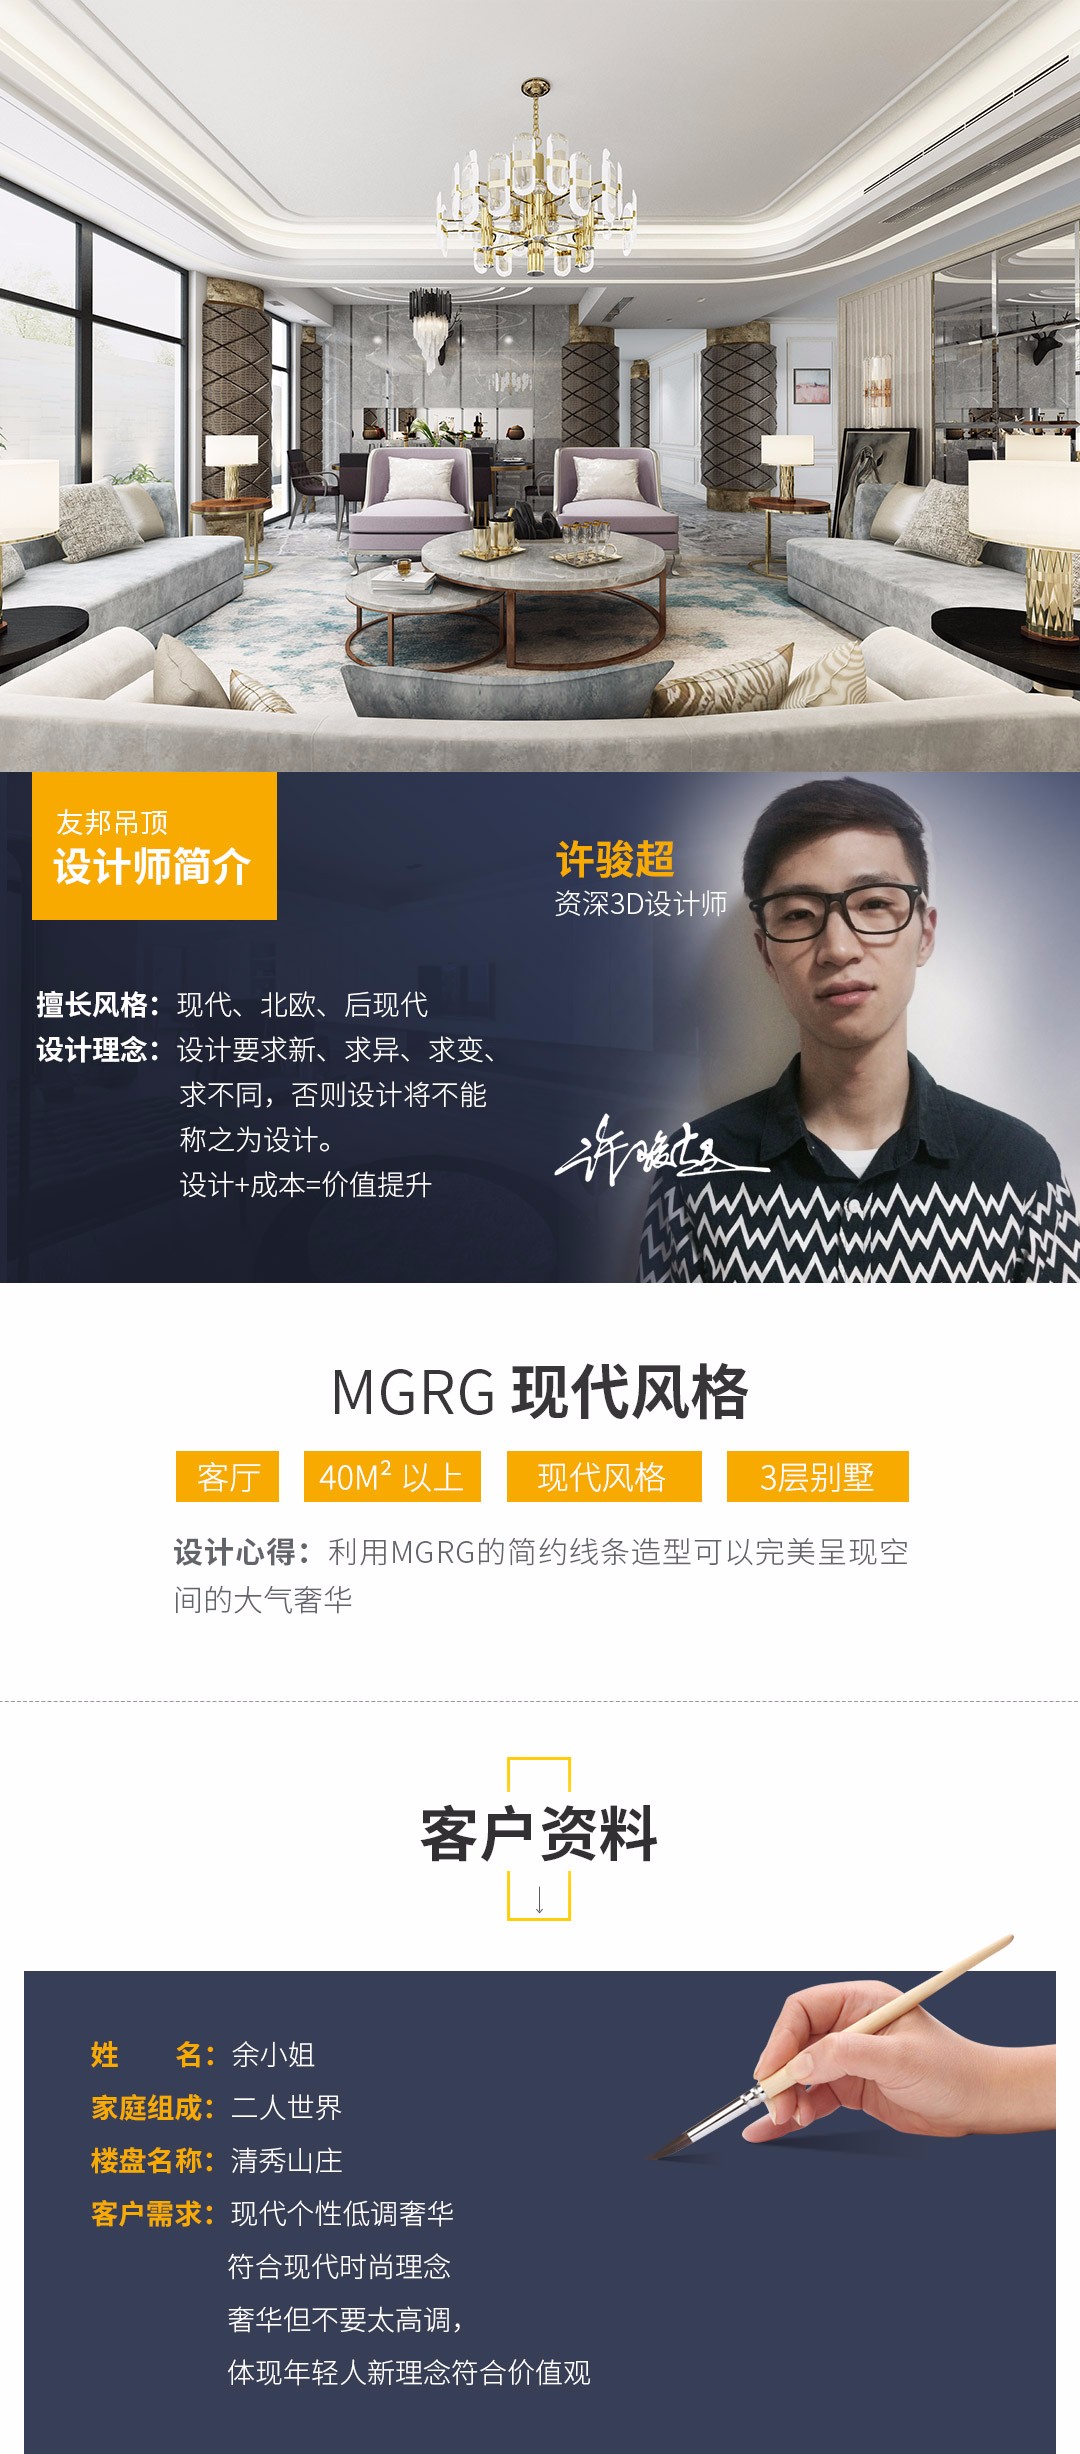 友邦吊顶
设计师简介
许骏超
资深3D设计师
擅长风格：现代、北欧、后现代
设计理念：设计要求新、求异、求变、
求不同，否则设计将不能
称之为设计。
设计+成本=价值提升
许骏超
MGRG 现代风格
客厅 40M² 以上 现代风格 3层别墅
设计心得：利用MGRG的简约线条造型可以完美呈现空
间的大气奢华
客户资料
姓 名：余小姐
家庭组成：二人世界
楼盘名称：清秀山庄
客户需求：现代个性低调奢华
符合现代时尚理念
奢华但不要太高调，
体现年轻人新理念符合价值观